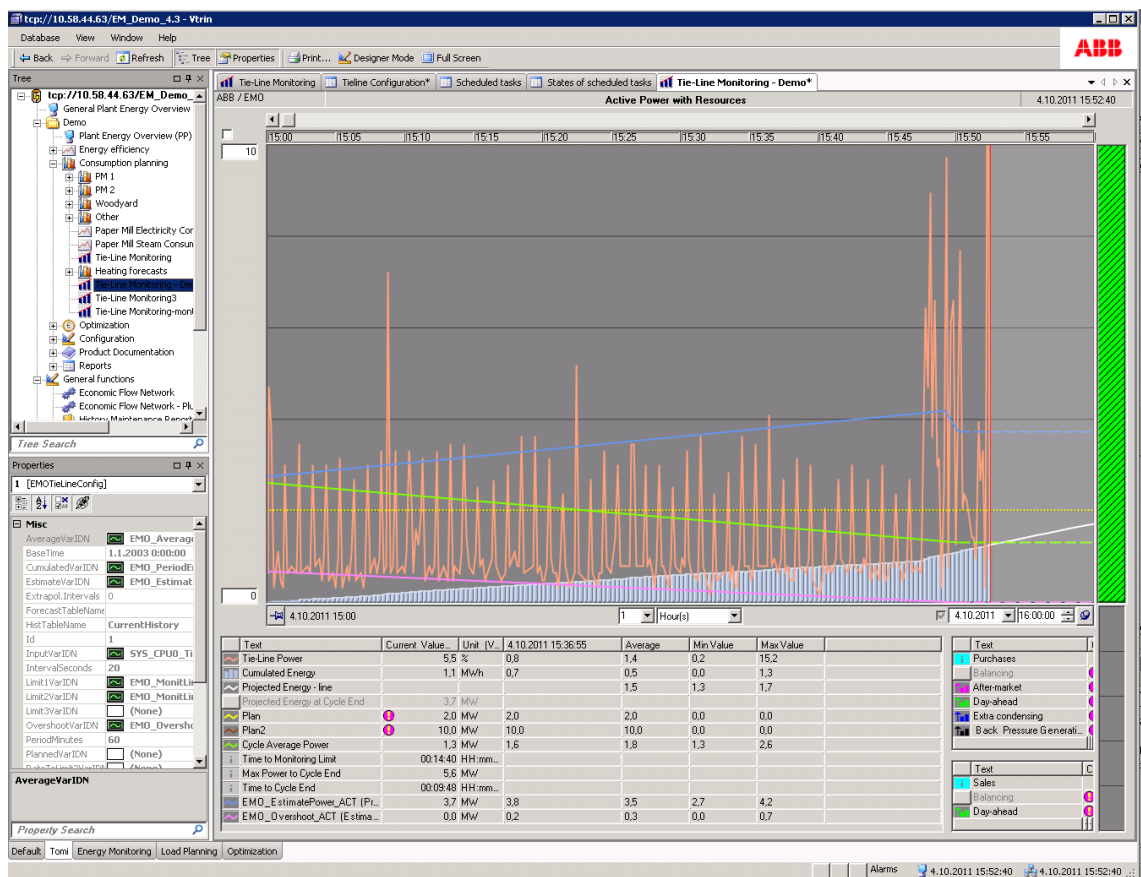 tcp://10.58.44.63/EM_Demo_4.3 - Vtrin
Database View Window Help
Back Forward Refresh Tree Properties Print... Designer Mode Full Screen
ABB
Tree
tcp://10.58.44.63/EM_Demo_
General Plant Energy Overview
Demo
Plant Energy Overview (PP)
Energy efficiency
Consumption planning
PM 1
PM 2
Woodyard
Other
Paper Mill Electricity Cor
Paper Mill Steam Consun
Tie-Line Monitoring
Heating forecasts
Tie-Line Monitoring - De
Tie-Line Monitoring3
Tie-Line Monitoring-mont
Optimization
Configuration
Product Documentation
Reports
General functions
Economic Flow Network
Economic Flow Network - Plu
History Maintenance Report
Tree Search
Properties
1 [EMOTieLineConfig]
Misc
AverageVarIDN EMO_Average
BaseTime 1.1.2003 0:00:00
CumulatedVarIDN EMO_PeriodE
EstimateVarIDN EMO_Estimat
Extrapol.Intervals 0
ForecastTableName
HistTableName CurrentHistory
Id 1
InputVarIDN SYS_CPU0_Ti
IntervalSeconds 20
Limit1VarIDN EMO_MonitLi
Limit2VarIDN EMO_MonitLi
Limit3VarIDN (None)
OvershootVarIDN EMO_Oversho
PeriodMinutes 60
PlannedVarIDN (None)
AverageVarIDN
Property Search
Default Tomi Energy Monitoring Load Planning Optimization
Tie-Line Monitoring Tieline Configuration* Scheduled tasks States of scheduled tasks Tie-Line Monitoring - Demo*
ABB / EMO Active Power with Resources 4.10.2011 15:52:40
15:00 15:05 15:10 15:15 15:20 15:25 15:30 15:35 15:40 15:45 15:50 15:55
10
0
4.10.2011 15:00 1 Hour(s) 4.10.2011 16:00:00
Text Current Value... Unit (V... 4.10.2011 15:36:55 Average Min Value Max Value
Tie-Line Power 5,5 % 0,8 1,4 0,2 15,2
Cumulated Energy 1,1 MWh 0,7 0,5 0,0 1,3
Projected Energy - line 1,5 1,3 1,7
Projected Energy at Cycle End 3,7 MW
Plan 2,0 MW 2,0 2,0 0,0 0,0
Plan2 10,0 MW 10,0 10,0 0,0 0,0
Cycle Average Power 1,3 MW 1,6 1,8 1,3 2,6
Time to Monitoring Limit 00:14:40 HH:mm...
Max Power to Cycle End 5,6 MW
Time to Cycle End 00:09:48 HH:mm...
EMO_EstimatePower_ACT (Pr... 3,7 MW 3,8 3,5 2,7 4,2
EMO_Overshoot_ACT (Estima... 0,0 MW 0,2 0,3 0,0 0,7
Text
Purchases
Balancing
After-market
Day-ahead
Extra condensing
Back Pressure Generati...
Text C
Sales
Balancing
Day-ahead
Alarms 4.10.2011 15:52:40 4.10.2011 15:52:40